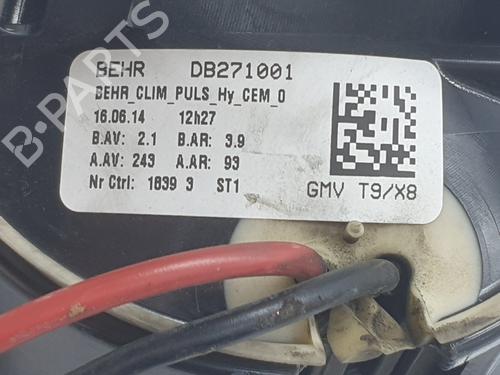 BEHR DB271001
BEHR_CLIM_PULS_Hy_CEM_0
16.06.14 12h27
B.AV: 2.1 B.AR: 3.9
A.AV: 243 A.AR: 93
Nr Ctrl: 1839 3 ST1
GMV T9/X8
B-PARTS